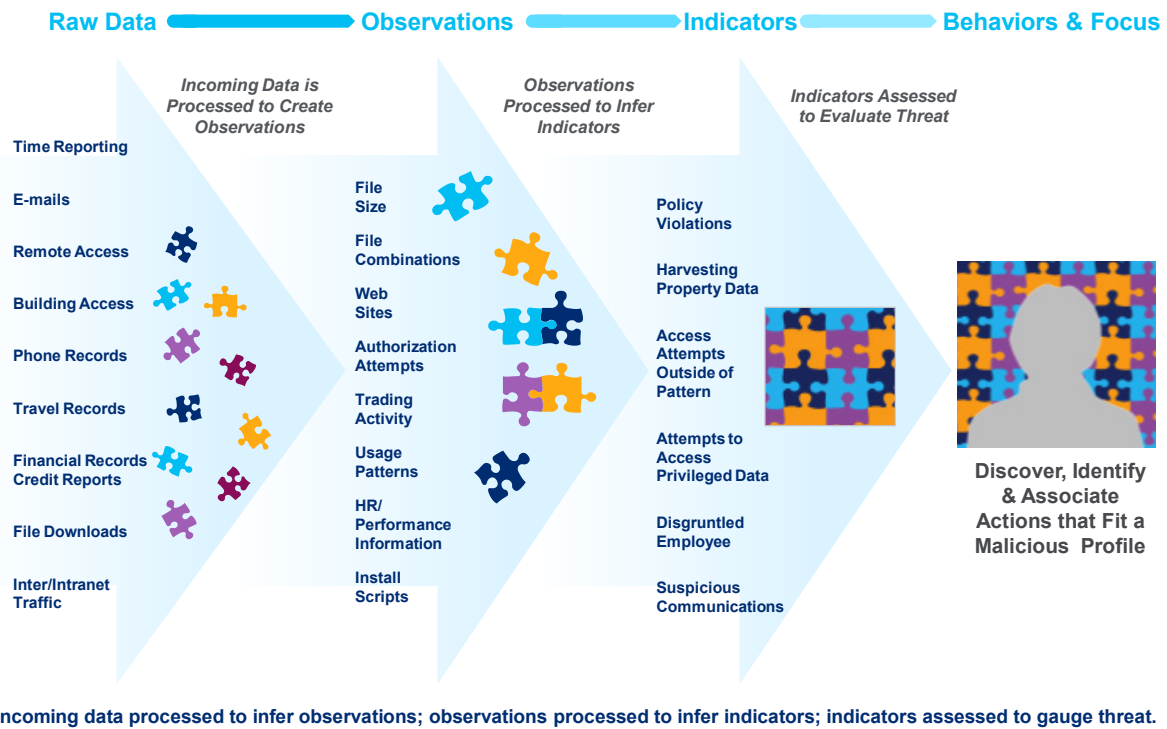 Raw Data
Observations
Indicators
Behaviors & Focus
Incoming Data is
Processed to Create
Observations
Observations
Processed to Infer
Indicators
Indicators Assessed
to Evaluate Threat
Time Reporting
E-mails
Remote Access
Building Access
Phone Records
Travel Records
Financial Records
Credit Reports
File Downloads
Inter/Intranet
Traffic
File
Size
File
Combinations
Web
Sites
Authorization
Attempts
Trading
Activity
Usage
Patterns
HR/
Performance
Information
Install
Scripts
Policy
Violations
Harvesting
Property Data
Access
Attempts
Outside of
Pattern
Attempts to
Access
Privileged Data
Disgruntled
Employee
Suspicious
Communications
Discover, Identify
& Associate
Actions that Fit a
Malicious Profile
ncoming data processed to infer observations; observations processed to infer indicators; indicators assessed to gauge threat.